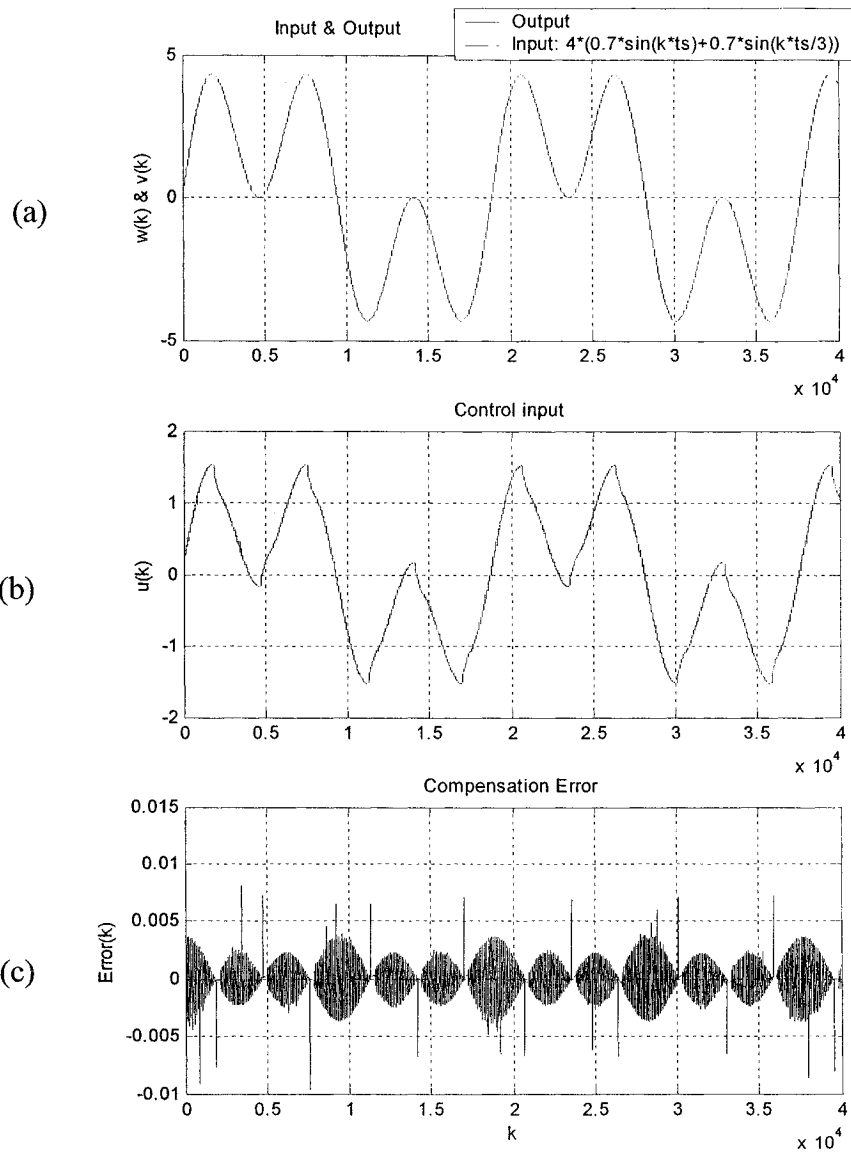 Input & Output
Output
Input: 4*(0.7*sin(k*ts)+0.7*sin(k*ts/3))
(a)
w(k) & v(k)
5
0
-5
0 0.5 1 1.5 2 2.5 3 3.5 4
x 10^4
Control input
(b)
u(k)
2
1
0
-1
-2
0 0.5 1 1.5 2 2.5 3 3.5 4
x 10^4
Compensation Error
(c)
Error(k)
0.015
0.01
0.005
0
-0.005
-0.01
0 0.5 1 1.5 2 2.5 3 3.5 4
k
x 10^4